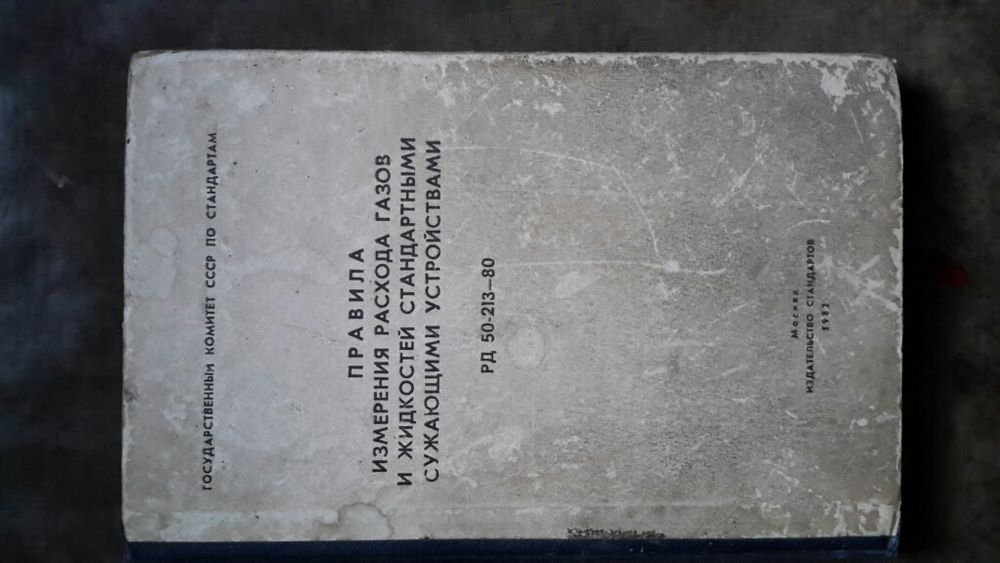 ГОСУДАРСТВЕННЫЙ КОМИТЕТ СССР ПО СТАНДАРТАМ
ПРАВИЛА
ИЗМЕРЕНИЯ РАСХОДА ГАЗОВ
И ЖИДКОСТЕЙ СТАНДАРТНЫМИ
СУЖАЮЩИМИ УСТРОЙСТВАМИ
РД 50-213—80
Москва
ИЗДАТЕЛЬСТВО СТАНДАРТОВ
1982